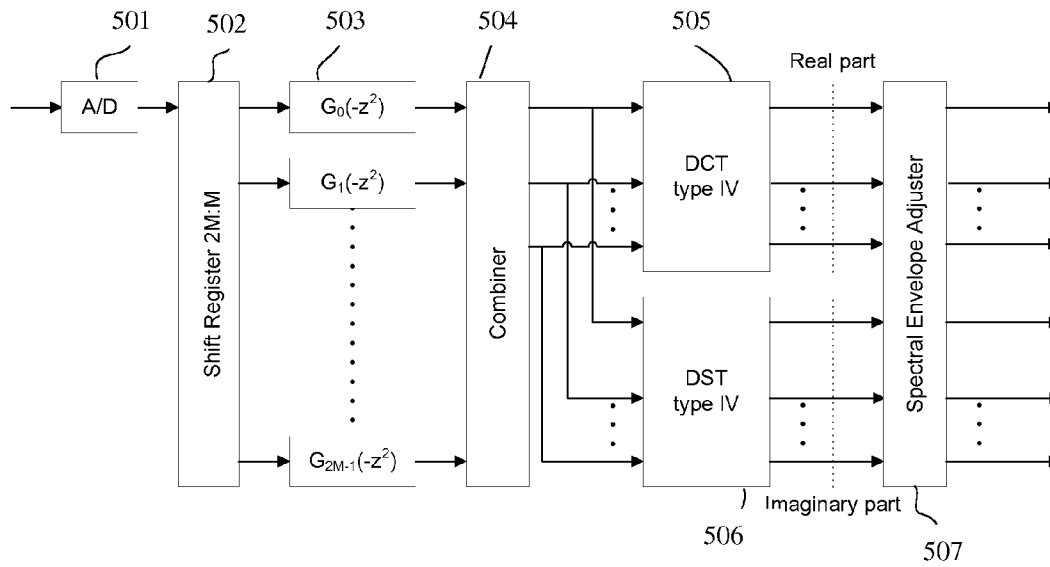 501
502
503
504
505
Real part
A/D
Shift Register 2M:M
G₀(-z²)
G₁(-z²)
G₂ₘ₋₁(-z²)
Combiner
DCT
type IV
DST
type IV
Spectral Envelope Adjuster
Imaginary part
506
507